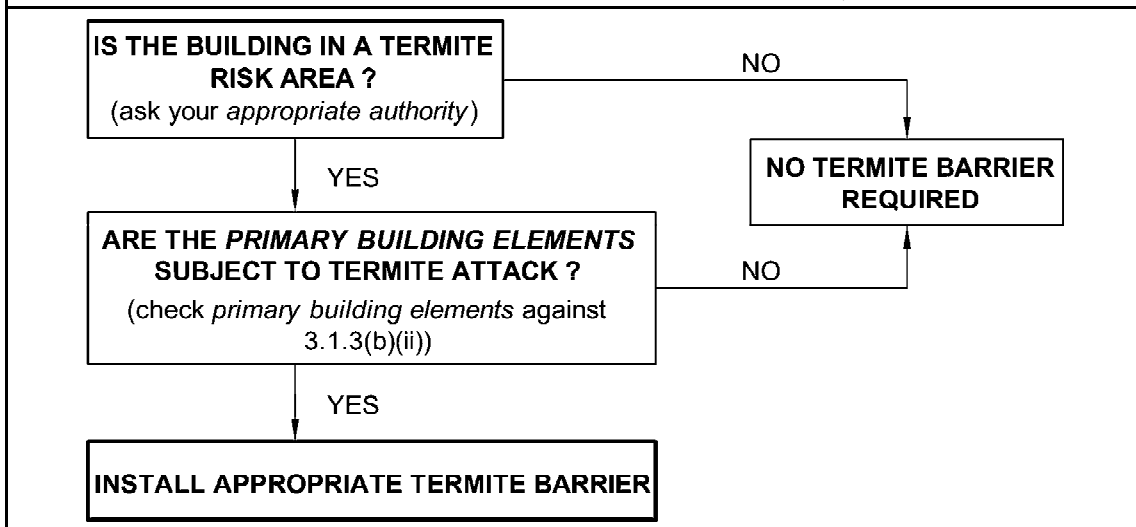 IS THE BUILDING IN A TERMITE
RISK AREA ?
(ask your appropriate authority)
NO
YES
NO TERMITE BARRIER
REQUIRED
ARE THE PRIMARY BUILDING ELEMENTS
SUBJECT TO TERMITE ATTACK ?
(check primary building elements against
3.1.3(b)(ii))
NO
YES
INSTALL APPROPRIATE TERMITE BARRIER